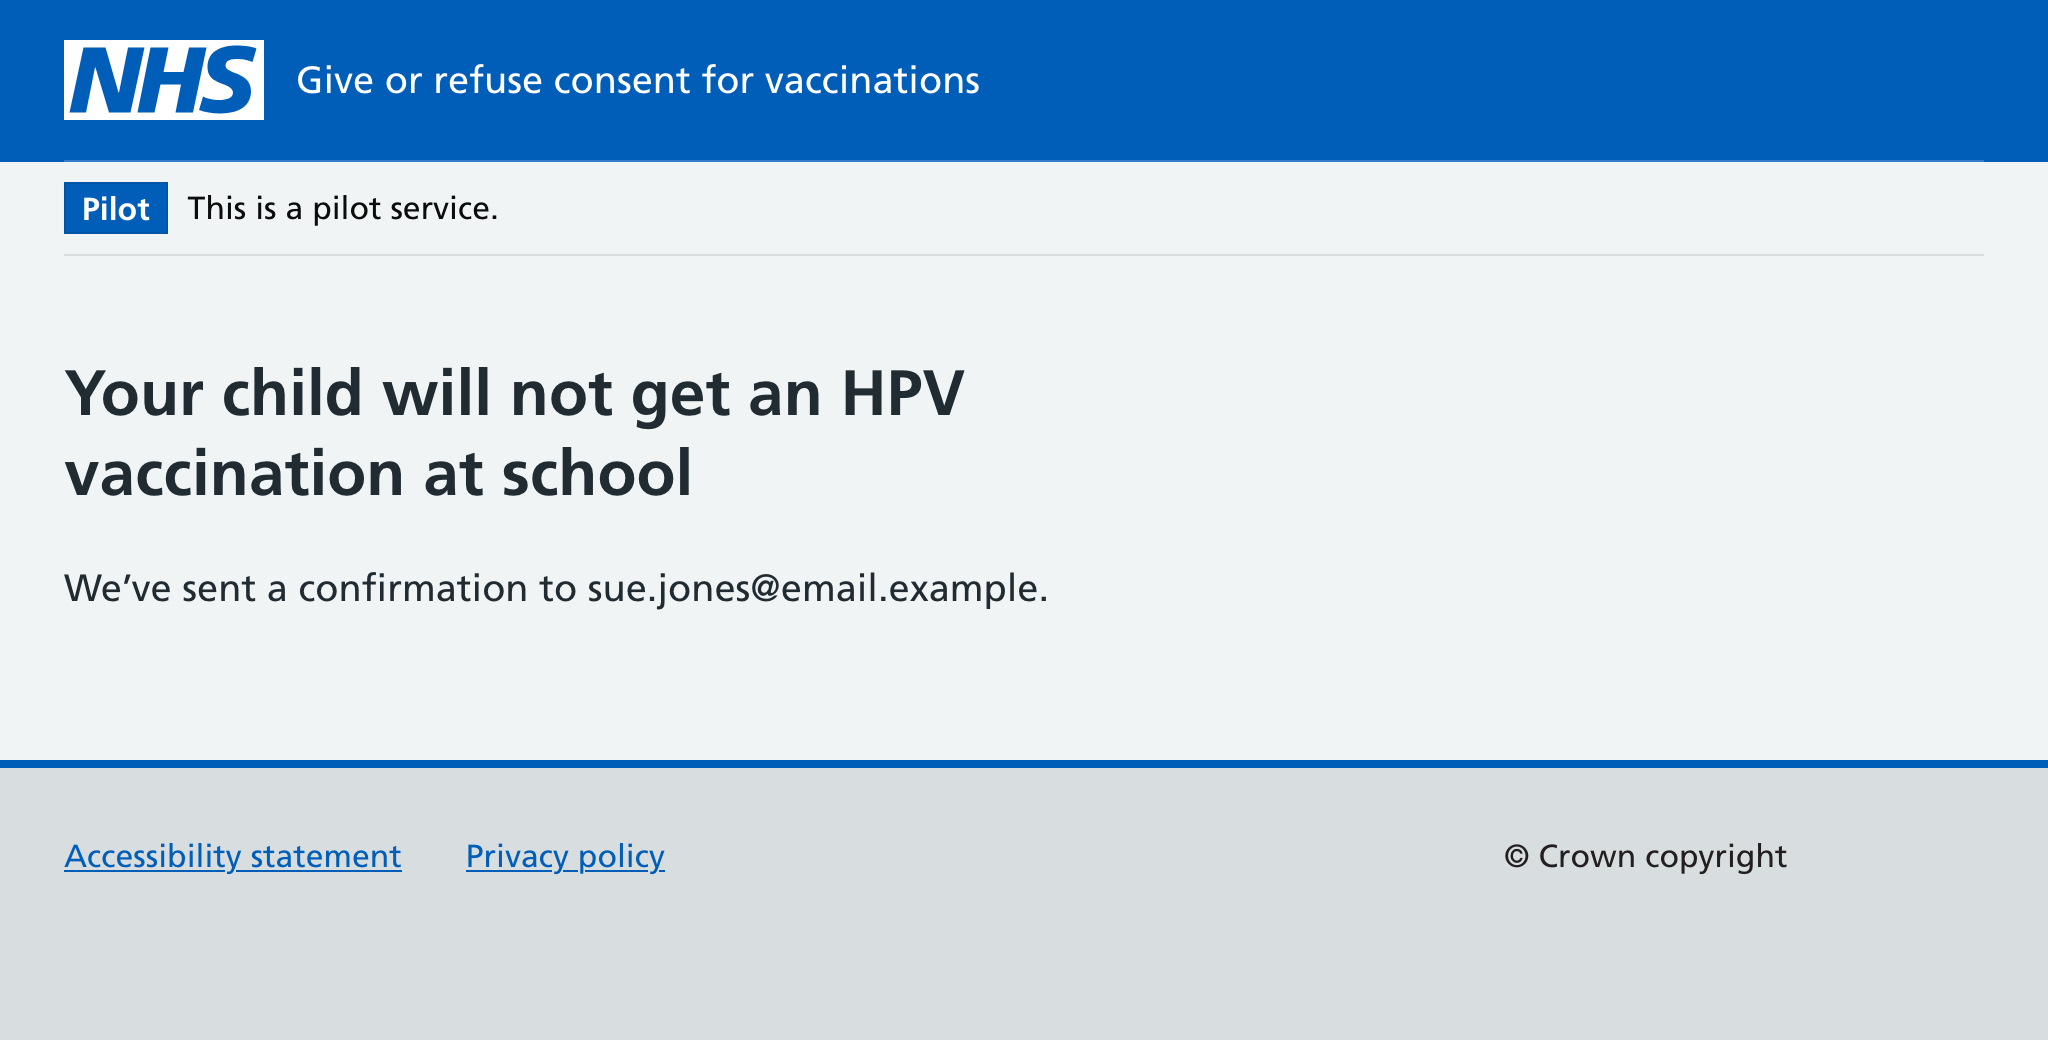 NHS Give or refuse consent for vaccinations
Pilot This is a pilot service.
Your child will not get an HPV
vaccination at school
We’ve sent a confirmation to sue.jones@email.example.
Accessibility statement Privacy policy © Crown copyright